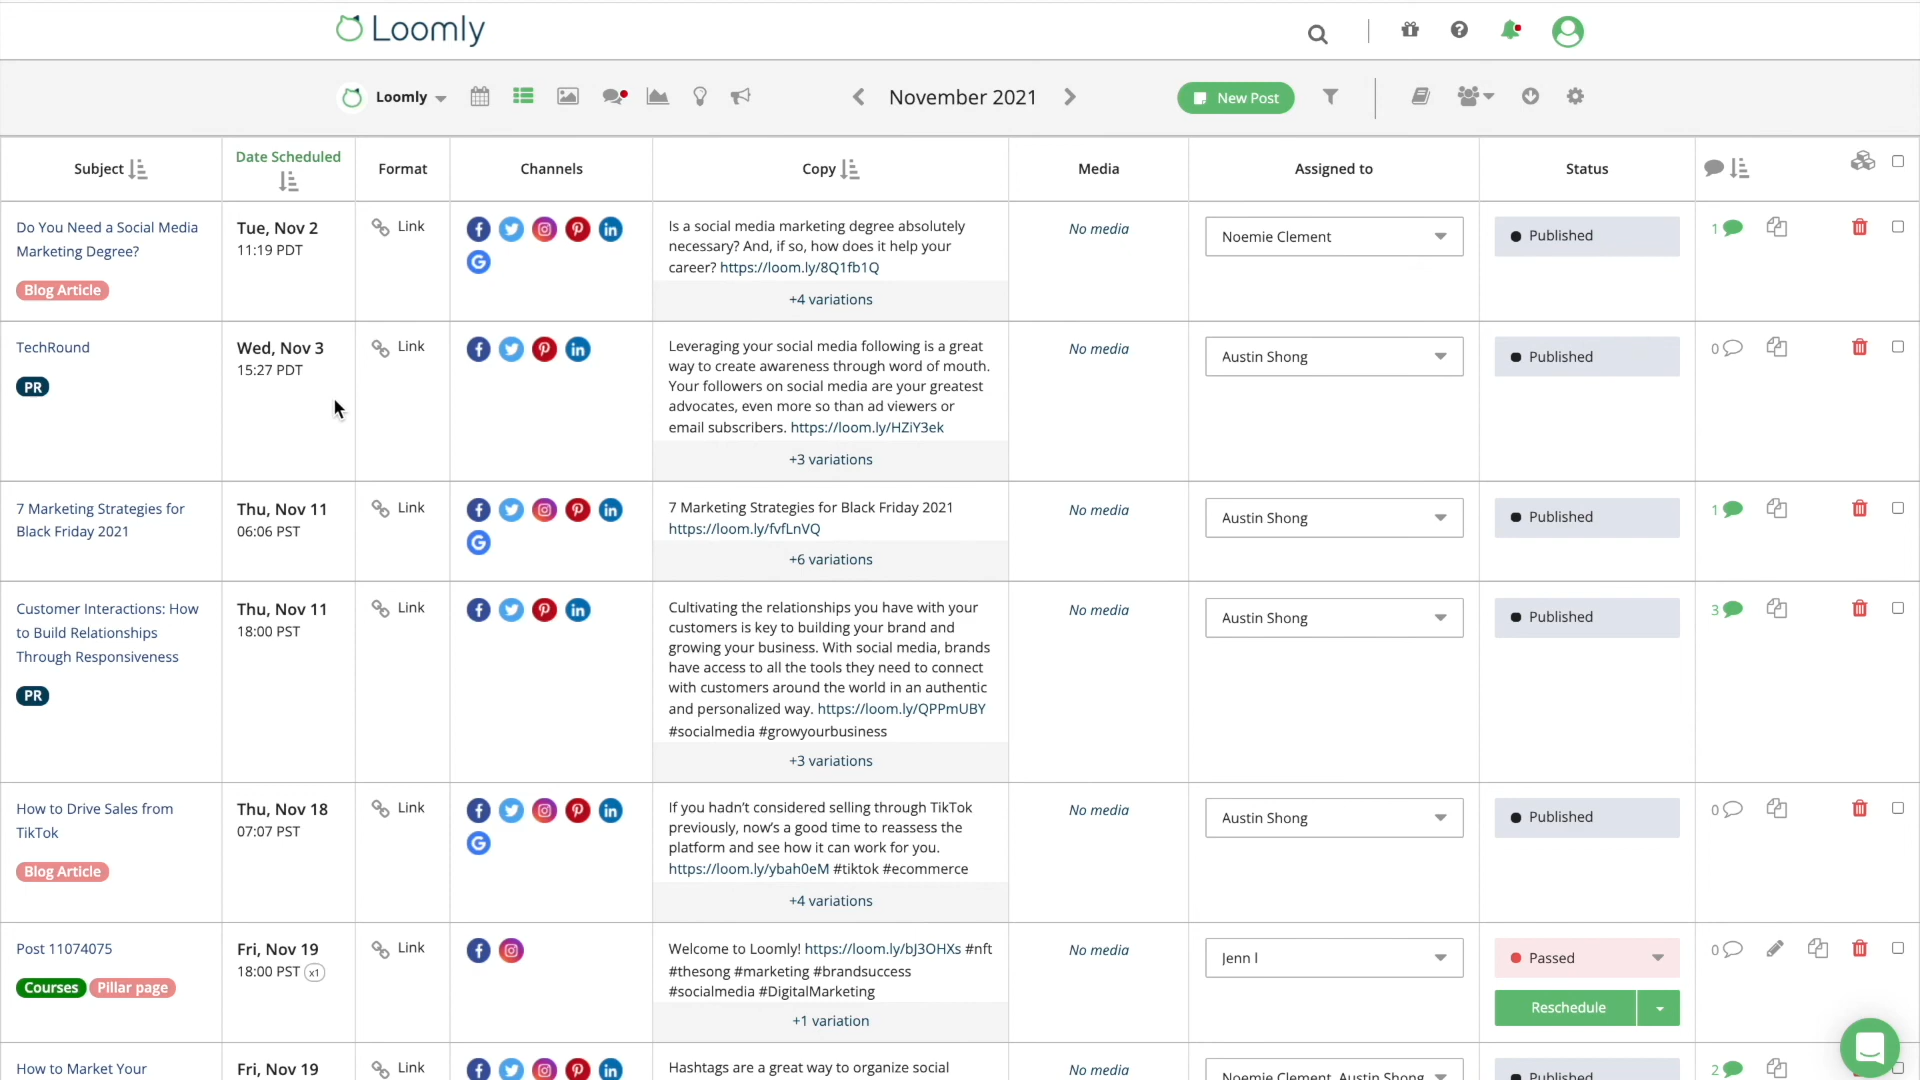 Loomly
Loomly
November 2021
New Post
Subject
Date Scheduled
Format
Channels
Copy
Media
Assigned to
Status
Do You Need a Social Media
Marketing Degree?
Blog Article
Tue, Nov 2
11:19 PDT
Link
Is a social media marketing degree absolutely
necessary? And, if so, how does it help your
career? https://loom.ly/8Q1fb1Q
+4 variations
No media
Noemie Clement
Published
1
TechRound
PR
Wed, Nov 3
15:27 PDT
Link
Leveraging your social media following is a great
way to create awareness through word of mouth.
Your followers on social media are your greatest
advocates, even more so than ad viewers or
email subscribers. https://loom.ly/HZiY3ek
+3 variations
No media
Austin Shong
Published
0
7 Marketing Strategies for
Black Friday 2021
Thu, Nov 11
06:06 PST
Link
7 Marketing Strategies for Black Friday 2021
https://loom.ly/fvfLnVQ
+6 variations
No media
Austin Shong
Published
1
Customer Interactions: How
to Build Relationships
Through Responsiveness
PR
Thu, Nov 11
18:00 PST
Link
Cultivating the relationships you have with your
customers is key to building your brand and
growing your business. With social media, brands
have access to all the tools they need to connect
with customers around the world in an authentic
and personalized way. https://loom.ly/QPPmUBY
#socialmedia #growyourbusiness
+3 variations
No media
Austin Shong
Published
3
How to Drive Sales from
TikTok
Blog Article
Thu, Nov 18
07:07 PST
Link
If you hadn’t considered selling through TikTok
previously, now’s a good time to reassess the
platform and see how it can work for you.
https://loom.ly/ybah0eM #tiktok #ecommerce
+4 variations
No media
Austin Shong
Published
0
Post 11074075
Courses Pillar page
Fri, Nov 19
18:00 PST x1
Link
Welcome to Loomly! https://loom.ly/bJ3OHXs #nft
#thesong #marketing #brandsuccess
#socialmedia #DigitalMarketing
+1 variation
No media
Jenn l
Passed
Reschedule
0
How to Market Your
Fri, Nov 19
Link
Hashtags are a great way to organize social
No media
Noemie Clement, Austin Shong
Published
2